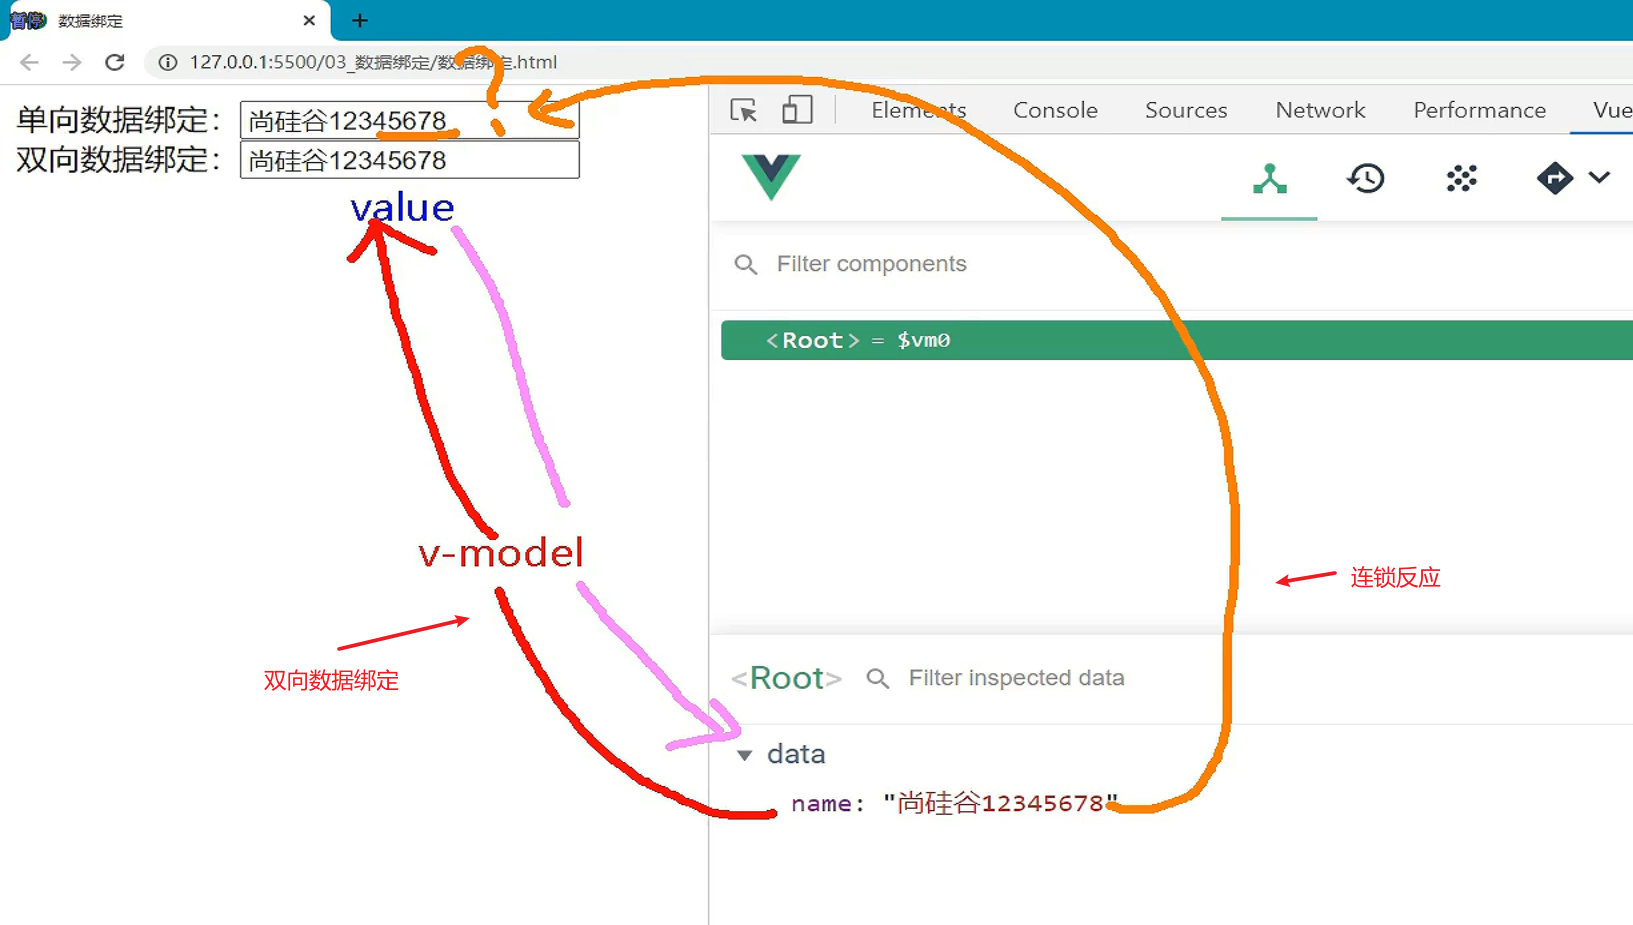 暂停 数据绑定
127.0.0.1:5500/03_数据绑定/数据绑定.html
单向数据绑定： 尚硅谷12345678 ?
双向数据绑定： 尚硅谷12345678
value
v-model
双向数据绑定
Elements Console Sources Network Performance Vue
Filter components
<Root> = $vm0
连锁反应
<Root> Filter inspected data
data
name: "尚硅谷12345678"